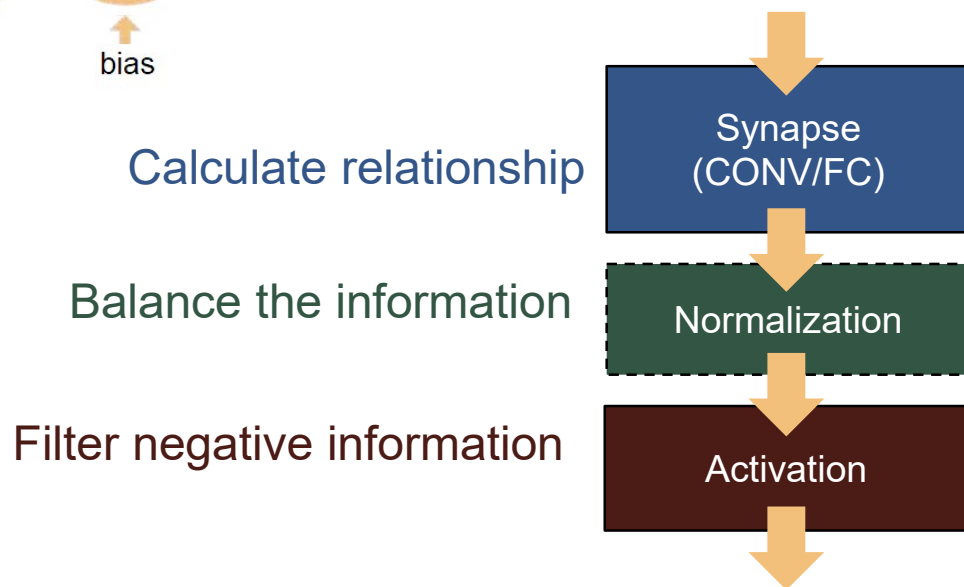 bias
Calculate relationship
Synapse
(CONV/FC)
Balance the information
Normalization
Filter negative information
Activation